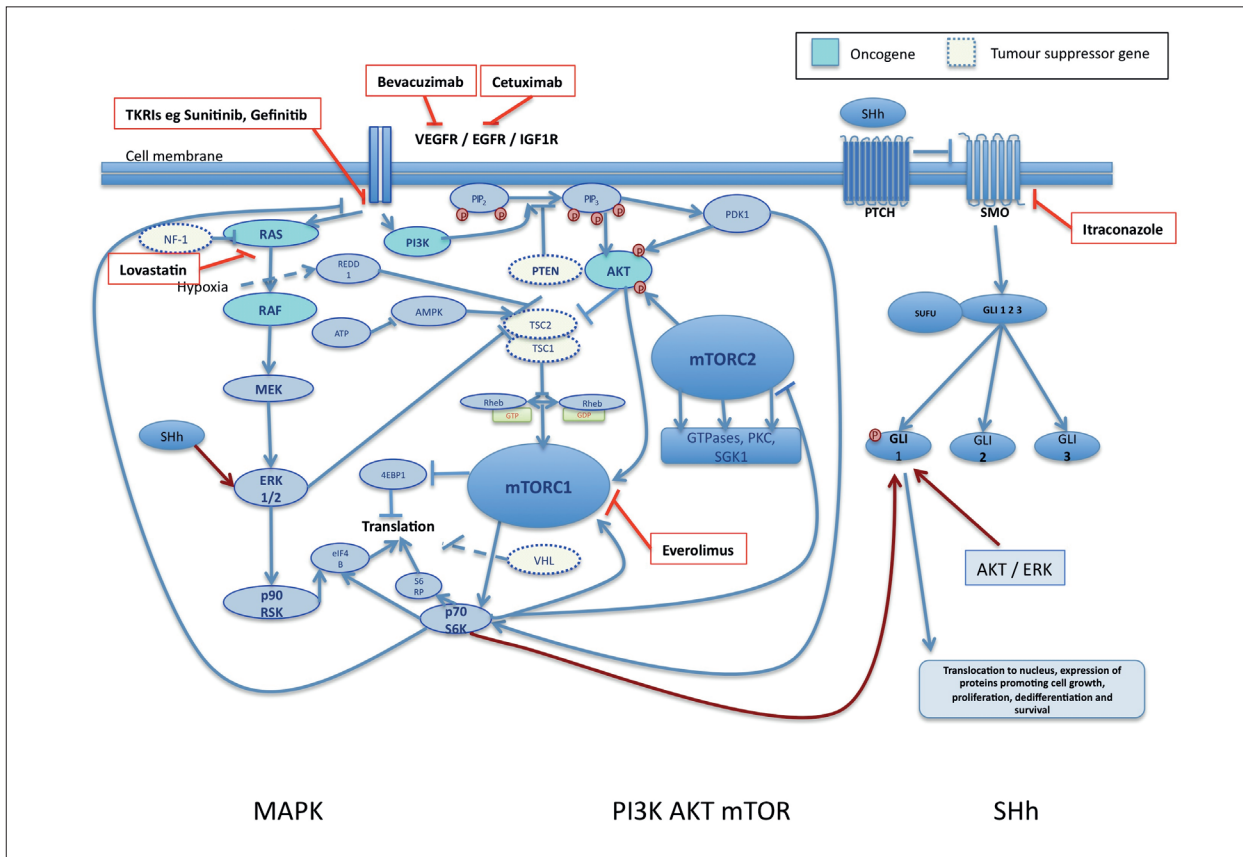 Oncogene
Tumour suppressor gene
Bevacuzimab
Cetuximab
TKRIs eg Sunitinib, Gefinitib
VEGFR / EGFR / IGF1R
SHh
Cell membrane
PTCH
SMO
Itraconazole
PIP2
P
P
PIP3
P
P
P
PDK1
NF-1
RAS
PI3K
Lovastatin
Hypoxia
REDD
1
PTEN
AKT
P
P
RAF
ATP
AMPK
TSC2
TSC1
SUFU
GLI 1 2 3
MEK
mTORC2
Rheb
GTP
Rheb
GDP
GTPases, PKC,
SGK1
SHh
P
GLI
1
GLI
2
GLI
3
ERK
1/2
4EBP1
mTORC1
Translation
Everolimus
eIF4
B
VHL
S6
RP
AKT / ERK
p90
RSK
p70
S6K
Translocation to nucleus, expression of
proteins promoting cell growth,
proliferation, dedifferentiation and
survival
MAPK
PI3K AKT mTOR
SHh